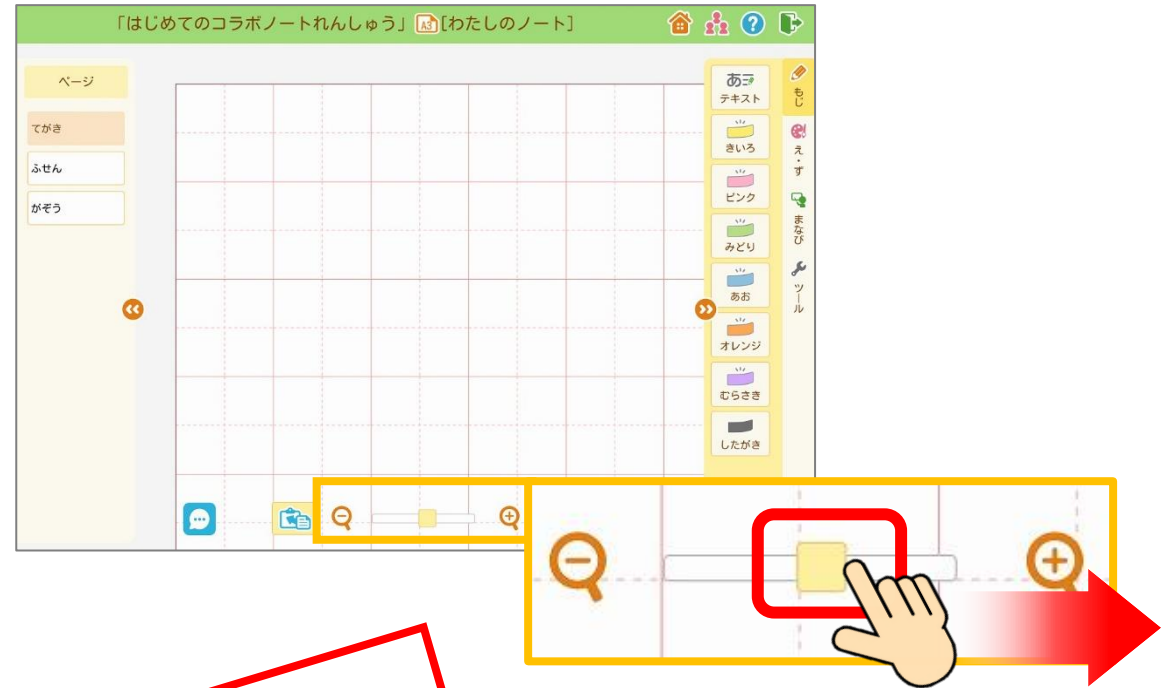 「はじめてのコラボノートれんしゅう」 A3 [わたしのノート]
ページ
てがき
ふせん
がぞう
テキスト
きいろ
ピンク
みどり
あお
オレンジ
むらさき
したがき
もじ
え・ず
まなび
ツール